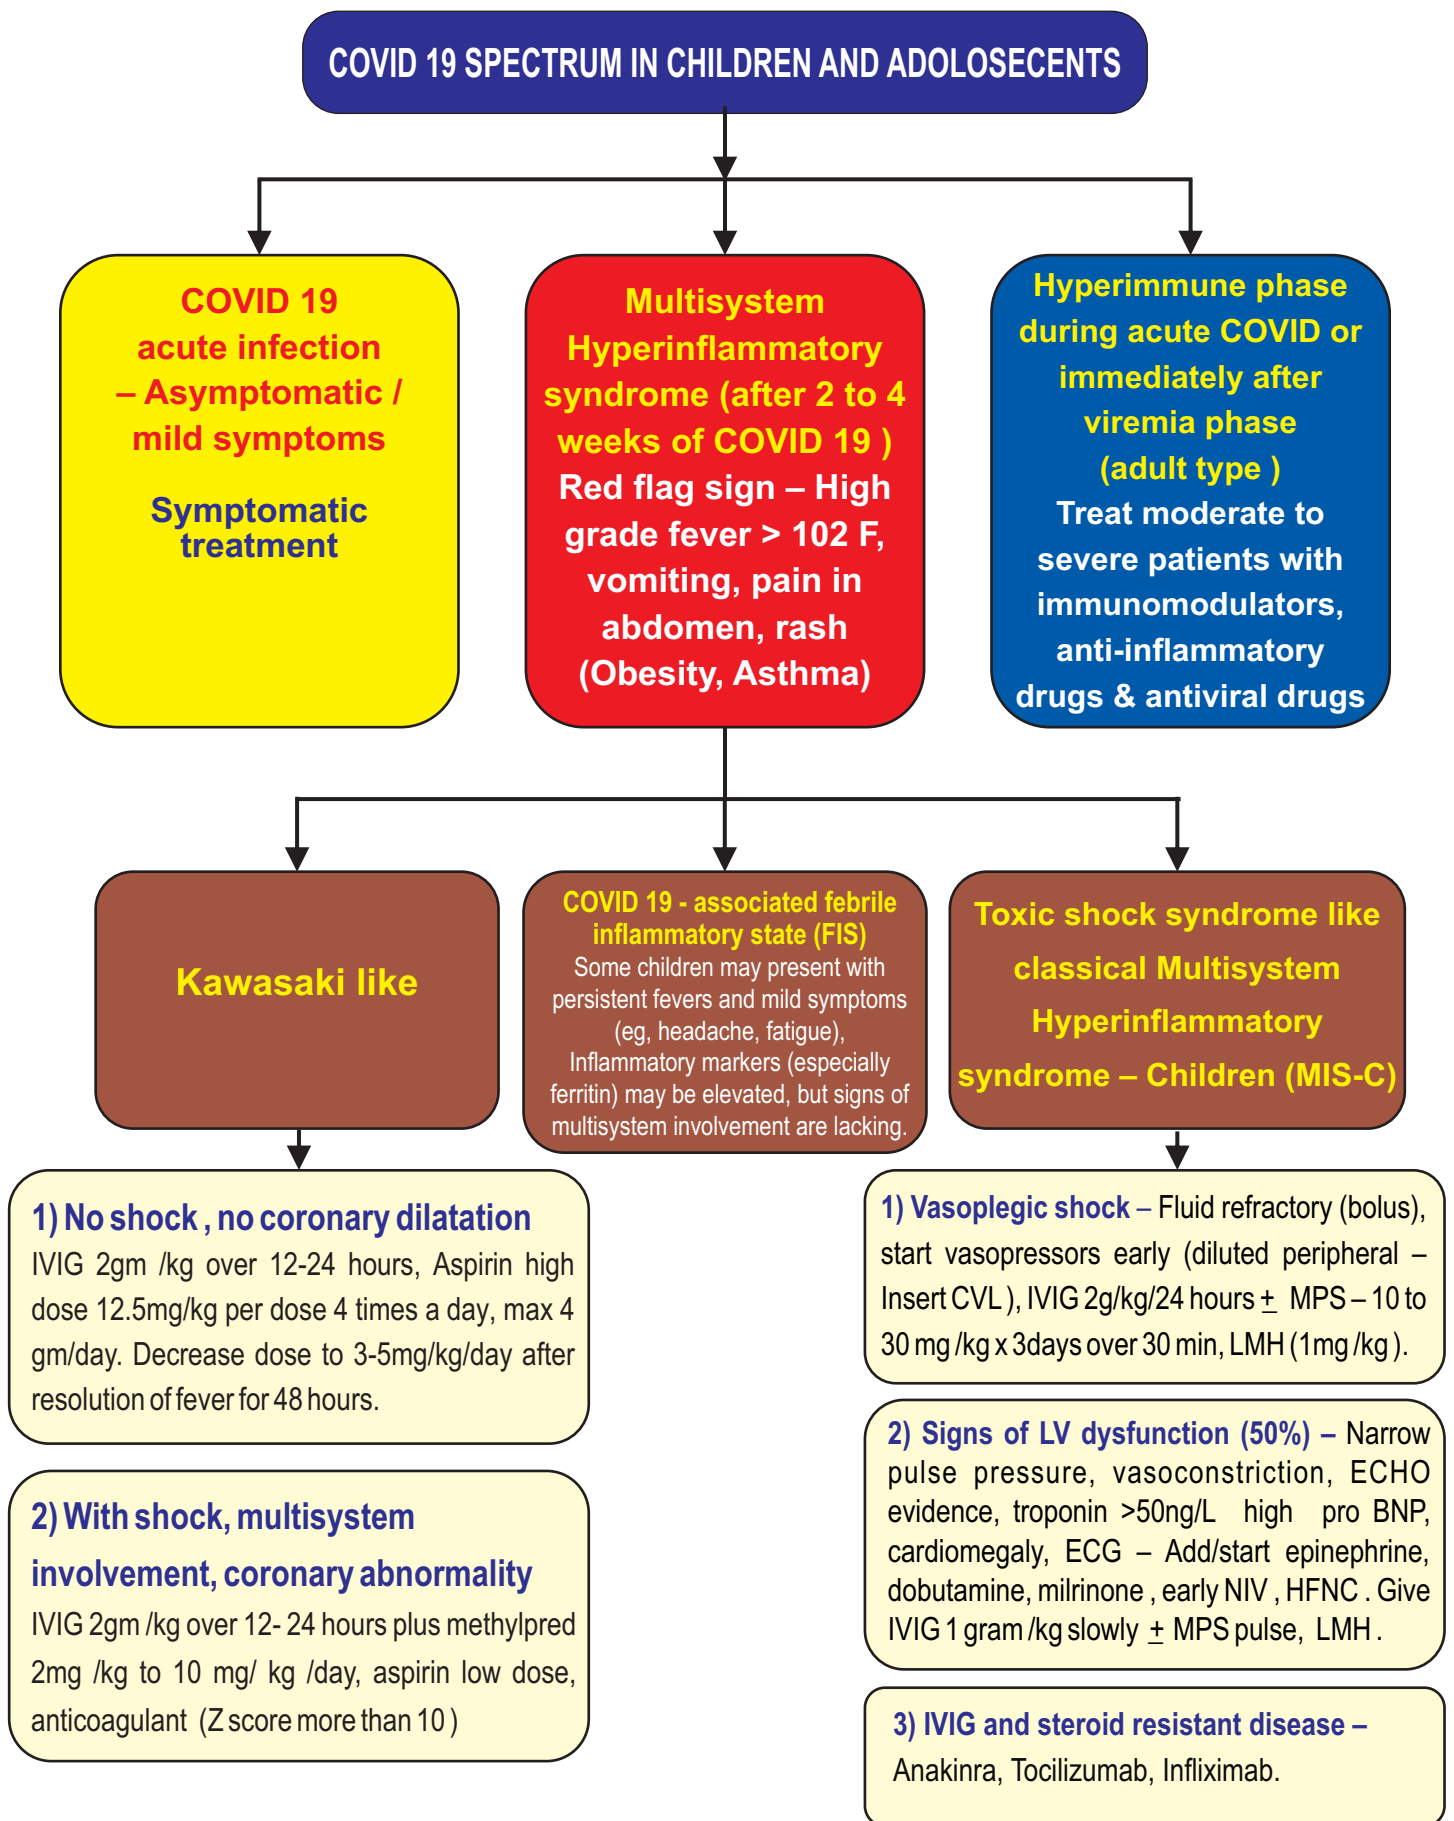 COVID 19 SPECTRUM IN CHILDREN AND ADOLOSECENTS
COVID 19
acute infection
– Asymptomatic /
mild symptoms
Symptomatic
treatment
Multisystem
Hyperinflammatory
syndrome (after 2 to 4
weeks of COVID 19 )
Red flag sign – High
grade fever > 102 F,
vomiting, pain in
abdomen, rash
(Obesity, Asthma)
Hyperimmune phase
during acute COVID or
immediately after
viremia phase
(adult type )
Treat moderate to
severe patients with
immunomodulators,
anti-inflammatory
drugs & antiviral drugs
Kawasaki like
COVID 19 - associated febrile
inflammatory state (FIS)
Some children may present with
persistent fevers and mild symptoms
(eg, headache, fatigue),
Inflammatory markers (especially
ferritin) may be elevated, but signs of
multisystem involvement are lacking.
Toxic shock syndrome like
classical Multisystem
Hyperinflammatory
syndrome – Children (MIS-C)
1) No shock , no coronary dilatation
IVIG 2gm /kg over 12-24 hours, Aspirin high
dose 12.5mg/kg per dose 4 times a day, max 4
gm/day. Decrease dose to 3-5mg/kg/day after
resolution of fever for 48 hours.
2) With shock, multisystem
involvement, coronary abnormality
IVIG 2gm /kg over 12- 24 hours plus methylpred
2mg /kg to 10 mg/ kg /day, aspirin low dose,
anticoagulant (Z score more than 10 )
1) Vasoplegic shock – Fluid refractory (bolus),
start vasopressors early (diluted peripheral –
Insert CVL ), IVIG 2g/kg/24 hours ± MPS – 10 to
30 mg /kg x 3days over 30 min, LMH (1mg /kg ).
2) Signs of LV dysfunction (50%) – Narrow
pulse pressure, vasoconstriction, ECHO
evidence, troponin >50ng/L high pro BNP,
cardiomegaly, ECG – Add/start epinephrine,
dobutamine, milrinone , early NIV , HFNC . Give
IVIG 1 gram /kg slowly ± MPS pulse, LMH .
3) IVIG and steroid resistant disease –
Anakinra, Tocilizumab, Infliximab.